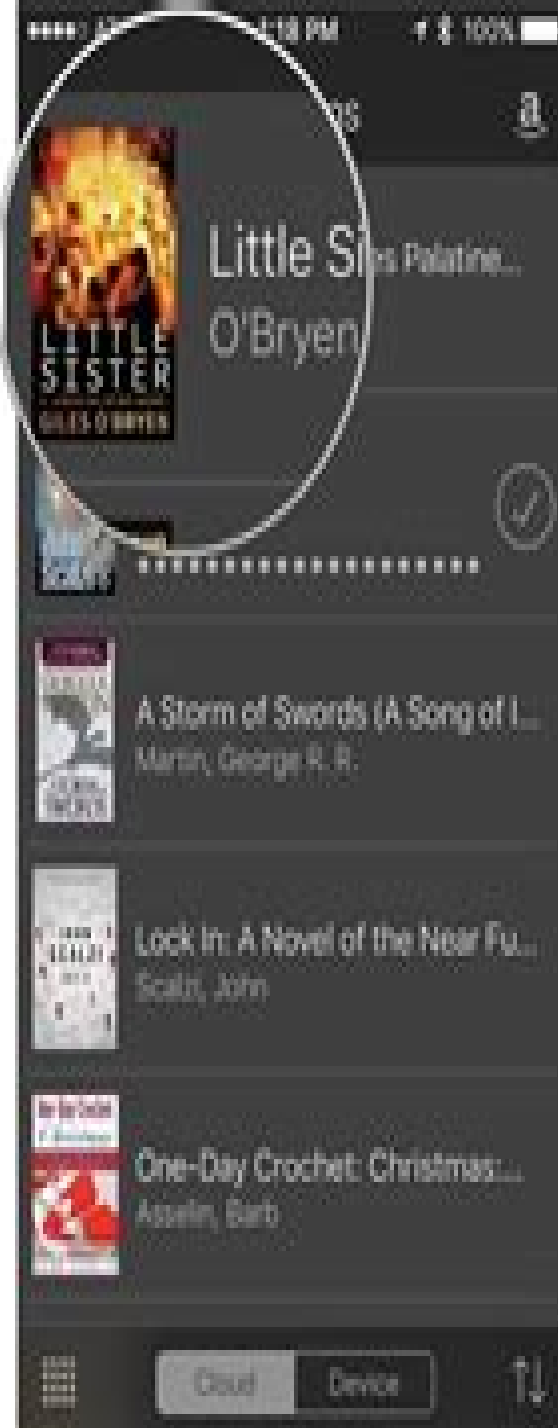 :18 PM 100%
a
LITTLE
SISTER
GILES O'BRYEN
Little Si
es Palatine...
O'Bryen
A Storm of Swords (A Song of I...
Martin, George R. R.
Lock In: A Novel of the Near Fu...
Scalzi, John
One-Day Crochet: Christmas:...
Asselin, Barb
Cloud Device